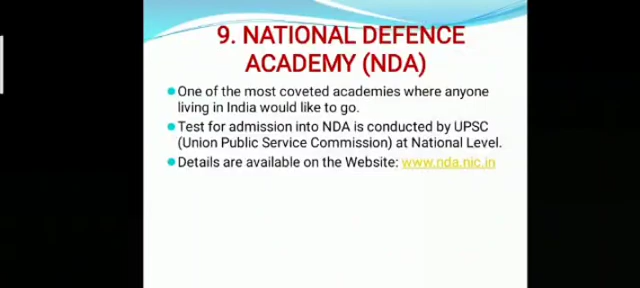 9. NATIONAL DEFENCE
ACADEMY (NDA)
One of the most coveted academies where anyone
living in India would like to go.
Test for admission into NDA is conducted by UPSC
(Union Public Service Commission) at National Level.
Details are available on the Website: www.nda.nic.in